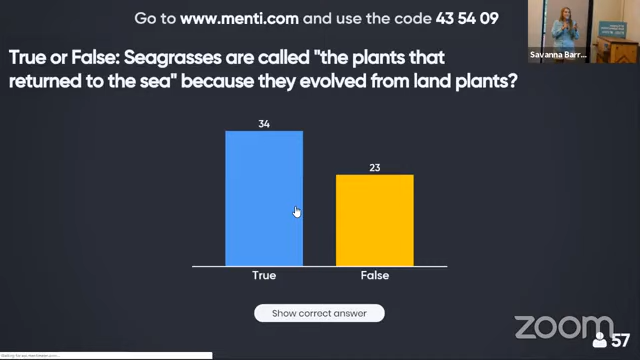 Go to www.menti.com and use the code 43 54 09
Savanna Barr...
True or False: Seagrasses are called "the plants that
returned to the sea" because they evolved from land plants?
34
23
True
False
Show correct answer
zoom
57